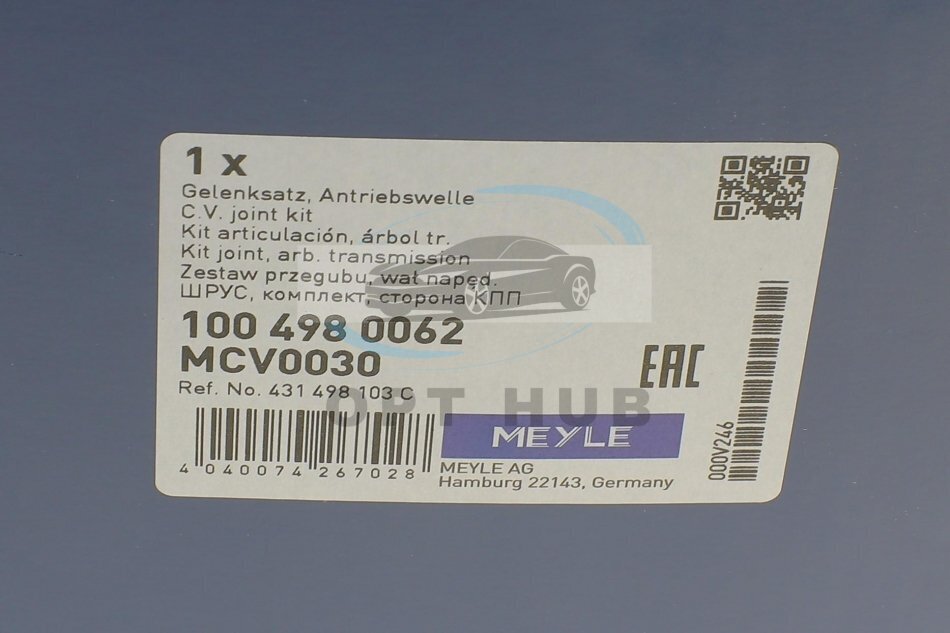 1 x
Gelenksatz, Antriebswelle
C.V. joint kit
Kit articulación, árbol tr.
Kit joint, arb. transmission
Zestaw przegubu, wał napęd.
ШРУС, комплект, сторона КПП
100 498 0062
MCV0030
Ref. No. 431 498 103 C
OPT HUB
EAC
MEYLE
4 040074 267028
MEYLE AG
Hamburg 22143, Germany
000V246